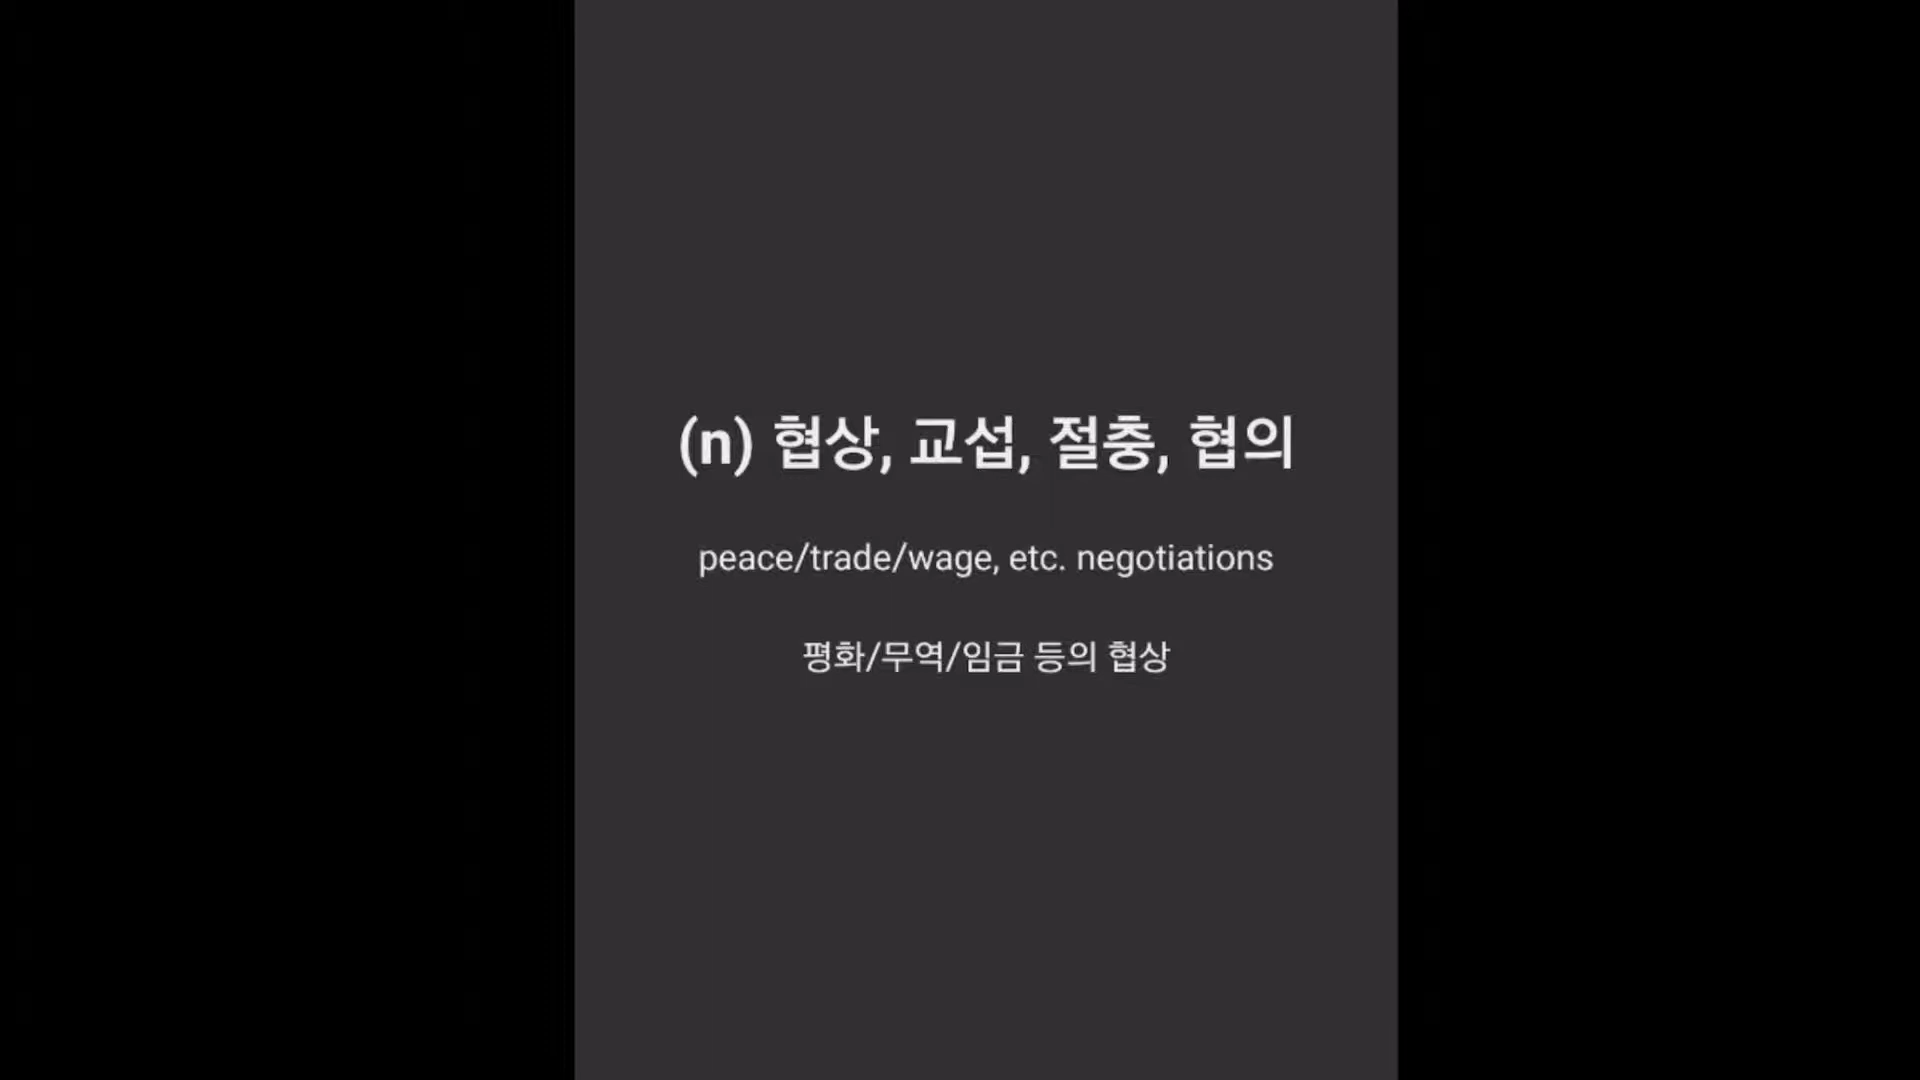 (n) 협상, 교섭, 절충, 협의
peace/trade/wage, etc. negotiations
평화/무역/임금 등의 협상